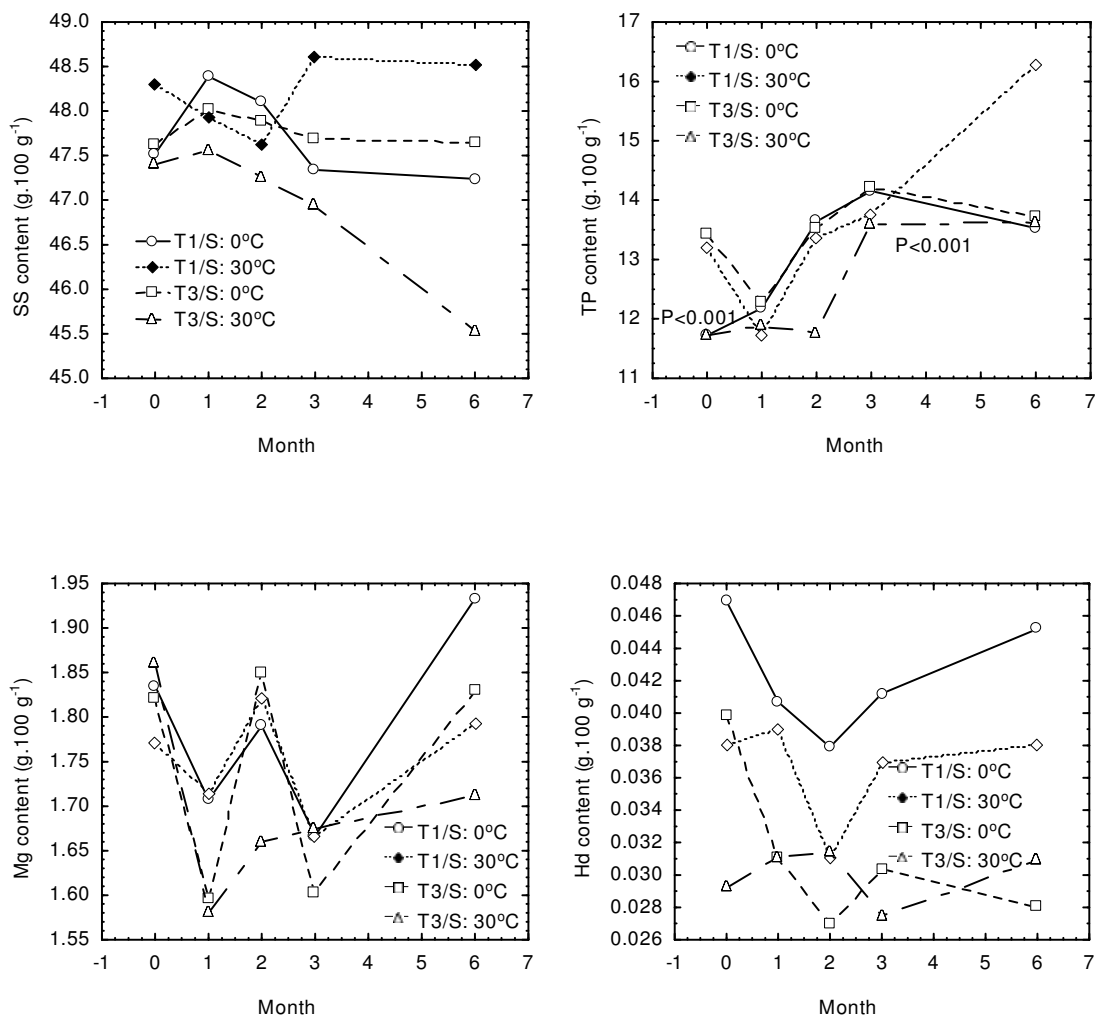 49.0
48.5
48.0
47.5
47.0
46.5
46.0
45.5
45.0
SS content (g.100 g-1)
T1/S: 0ºC
T1/S: 30ºC
T3/S: 0ºC
T3/S: 30ºC
-1 0 1 2 3 4 5 6 7
Month
17
16
15
14
13
12
11
TP content (g.100 g-1)
T1/S: 0ºC
T1/S: 30ºC
T3/S: 0ºC
T3/S: 30ºC
P<0.001
P<0.001
-1 0 1 2 3 4 5 6 7
Month
1.95
1.90
1.85
1.80
1.75
1.70
1.65
1.60
1.55
Mg content (g.100 g-1)
T1/S: 0ºC
T1/S: 30ºC
T3/S: 0ºC
T3/S: 30ºC
-1 0 1 2 3 4 5 6 7
Month
0.048
0.046
0.044
0.042
0.040
0.038
0.036
0.034
0.032
0.030
0.028
0.026
Hd content (g.100 g-1)
T1/S: 0ºC
T1/S: 30ºC
T3/S: 0ºC
T3/S: 30ºC
-1 0 1 2 3 4 5 6 7
Month